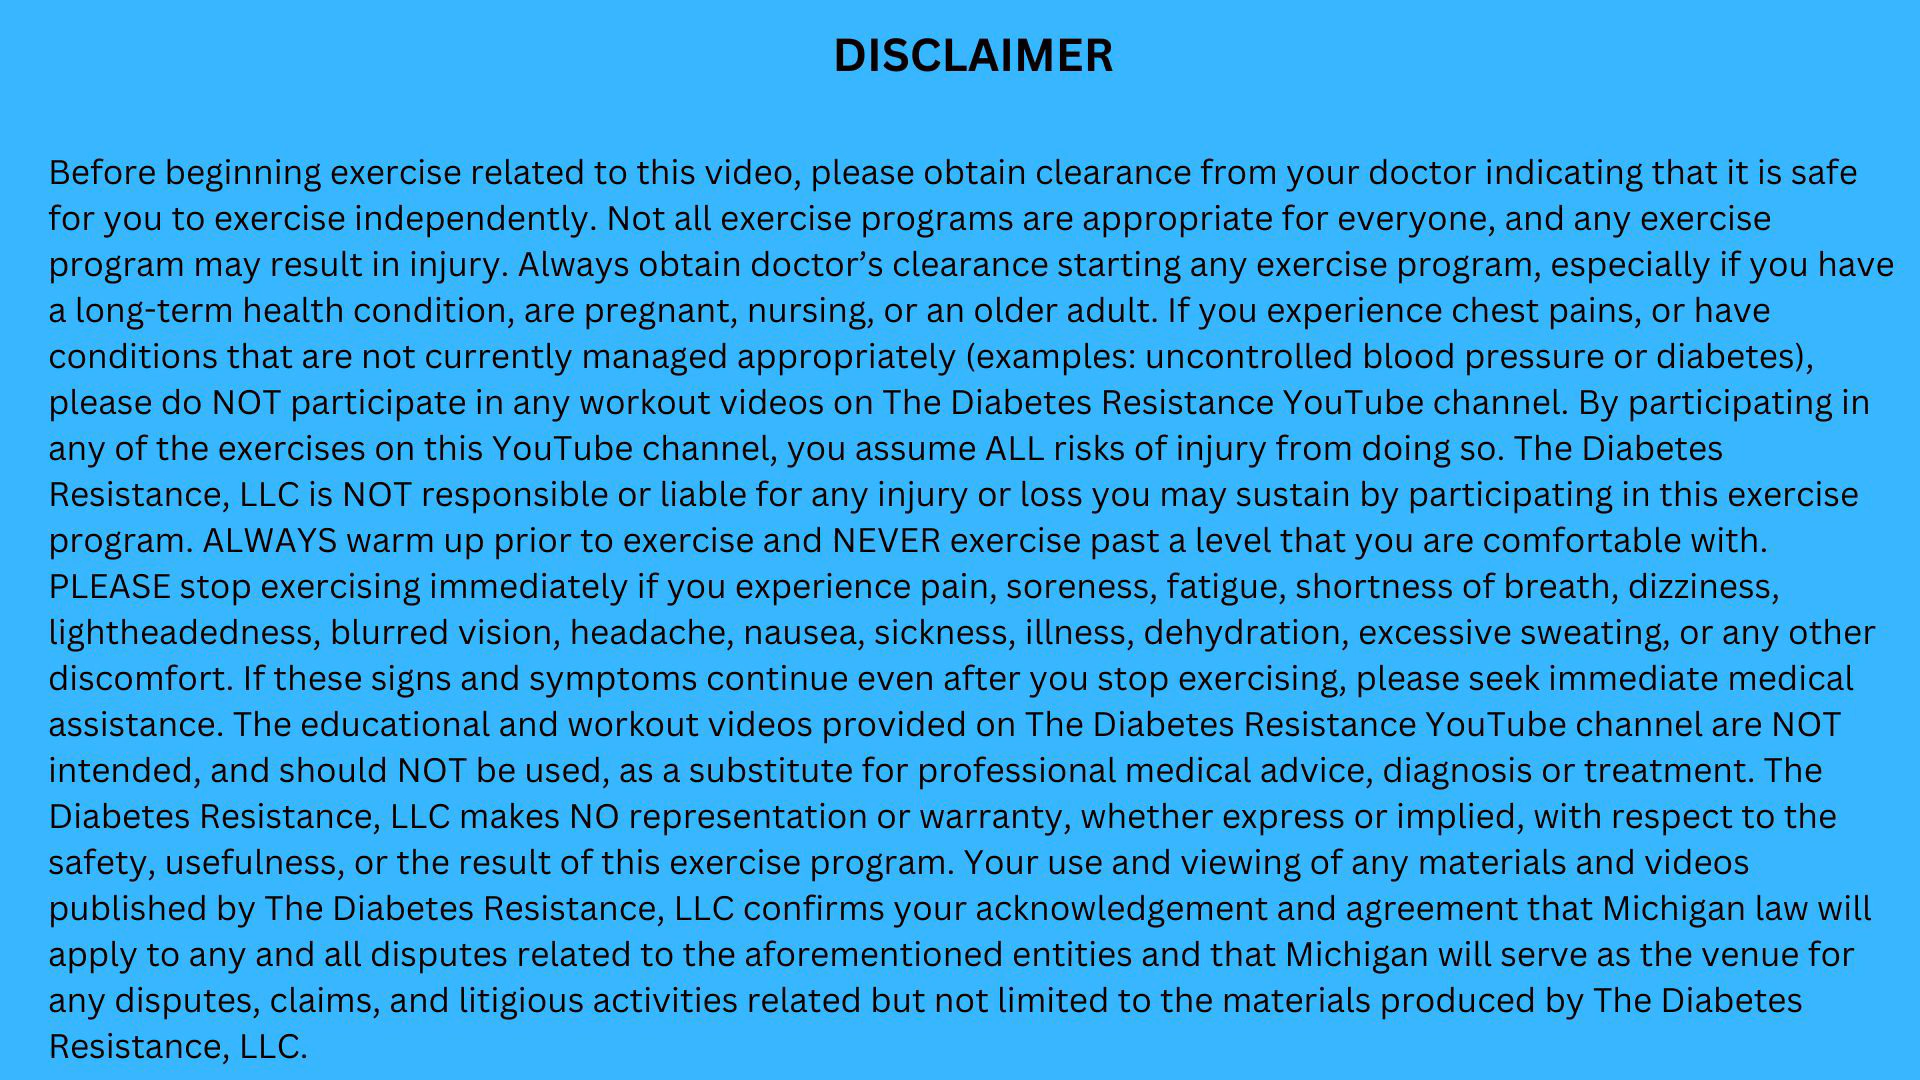 DISCLAIMER
Before beginning exercise related to this video, please obtain clearance from your doctor indicating that it is safe
for you to exercise independently. Not all exercise programs are appropriate for everyone, and any exercise
program may result in injury. Always obtain doctor’s clearance starting any exercise program, especially if you have
a long-term health condition, are pregnant, nursing, or an older adult. If you experience chest pains, or have
conditions that are not currently managed appropriately (examples: uncontrolled blood pressure or diabetes),
please do NOT participate in any workout videos on The Diabetes Resistance YouTube channel. By participating in
any of the exercises on this YouTube channel, you assume ALL risks of injury from doing so. The Diabetes
Resistance, LLC is NOT responsible or liable for any injury or loss you may sustain by participating in this exercise
program. ALWAYS warm up prior to exercise and NEVER exercise past a level that you are comfortable with.
PLEASE stop exercising immediately if you experience pain, soreness, fatigue, shortness of breath, dizziness,
lightheadedness, blurred vision, headache, nausea, sickness, illness, dehydration, excessive sweating, or any other
discomfort. If these signs and symptoms continue even after you stop exercising, please seek immediate medical
assistance. The educational and workout videos provided on The Diabetes Resistance YouTube channel are NOT
intended, and should NOT be used, as a substitute for professional medical advice, diagnosis or treatment. The
Diabetes Resistance, LLC makes NO representation or warranty, whether express or implied, with respect to the
safety, usefulness, or the result of this exercise program. Your use and viewing of any materials and videos
published by The Diabetes Resistance, LLC confirms your acknowledgement and agreement that Michigan law will
apply to any and all disputes related to the aforementioned entities and that Michigan will serve as the venue for
any disputes, claims, and litigious activities related but not limited to the materials produced by The Diabetes
Resistance, LLC.